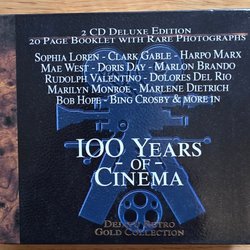 2 CD Deluxe Edition
20 Page Booklet with Rare Photographs
Sophia Loren - Clark Gable - Harpo Marx
Mae West - Doris Day - Marlon Brando
Rudolph Valentino - Dolores Del Rio
Marilyn Monroe - Marlene Dietrich
Bob Hope - Bing Crosby & more in
100 Years
- of -
Cinema
Retro
Gold Collection